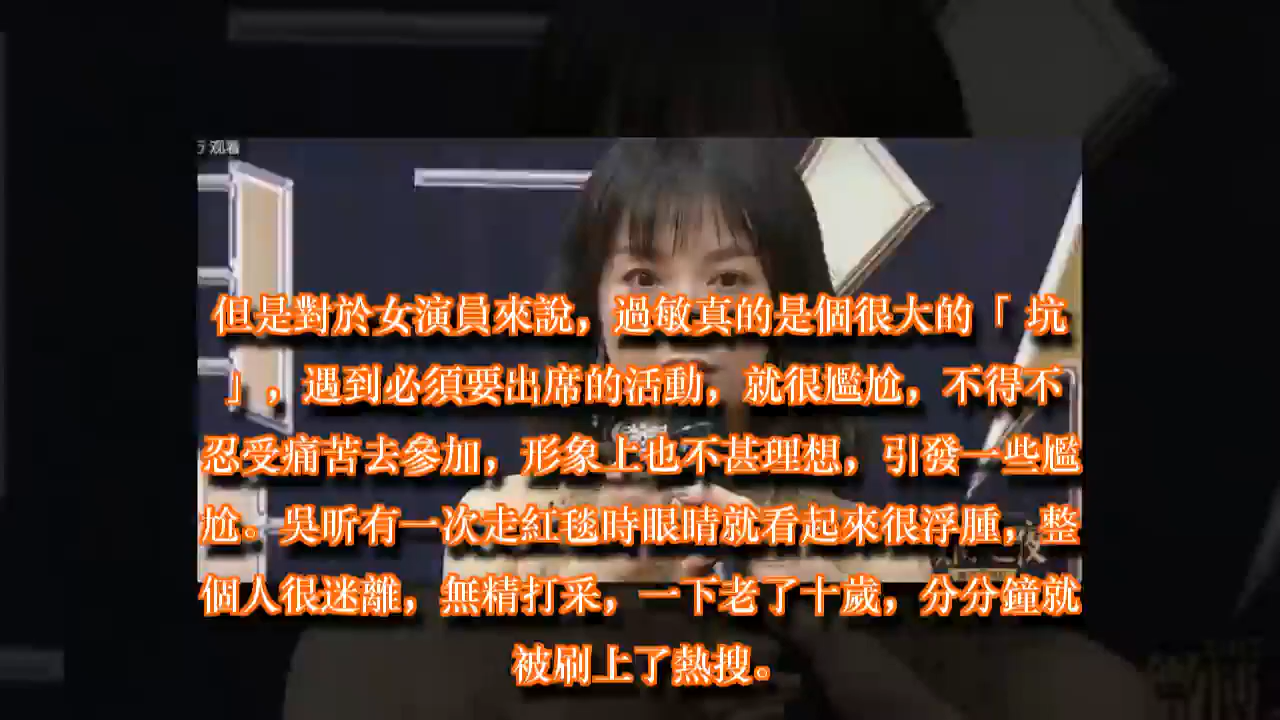 观看
但是對於女演員來說，過敏真的是個很大的「 坑
」，遇到必須要出席的活動，就很尷尬，不得不
忍受痛苦去參加，形象上也不甚理想，引發一些尷
尬。吳昕有一次走紅毯時眼睛就看起來很浮腫，整
個人很迷離，無精打采，一下老了十歲，分分鐘就
被刷上了熱搜。